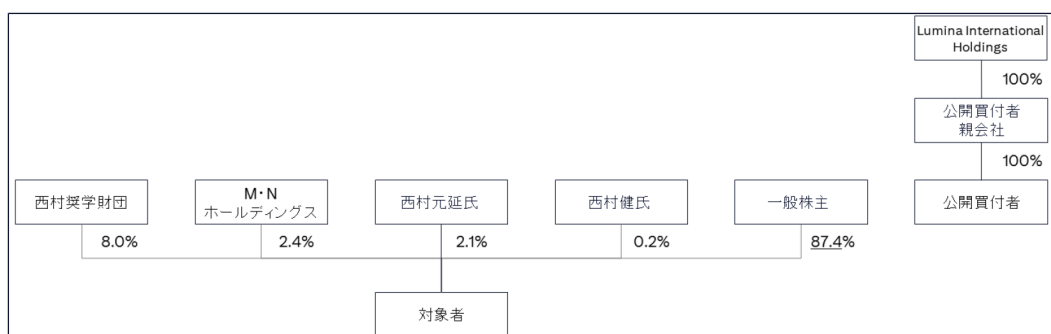 Lumina International
Holdings
100%
公開買付者
親会社
100%
西村奨学財団
M・N
ホールディングス
西村元延氏
西村健氏
一般株主
公開買付者
8.0%
2.4%
2.1%
0.2%
87.4%
対象者